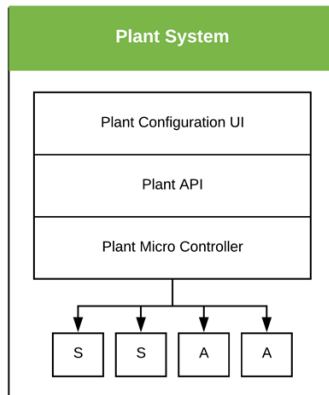 Plant System
Plant Configuration UI
Plant API
Plant Micro Controller
S S A A